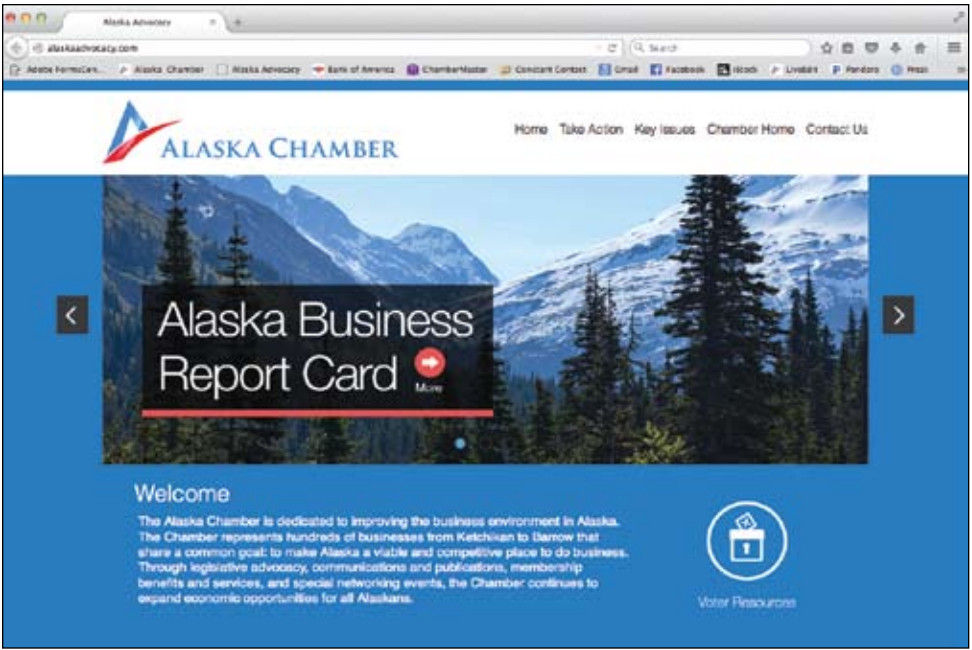 Alaska Advocacy
alaskaadvocacy.com
Search
Adobe FormsCen... Alaska Chamber Alaska Advocacy Bank of America ChamberMaster Constant Contact Gmail Facebook iStock LiveEdit Pandora
ALASKA CHAMBER
Home Take Action Key Issues Chamber Home Contact Us
Alaska Business
Report Card
More
Welcome
The Alaska Chamber is dedicated to improving the business environment in Alaska.
The Chamber represents hundreds of businesses from Ketchikan to Barrow that
share a common goal: to make Alaska a viable and competitive place to do business.
Through legislative advocacy, communications and publications, membership
benefits and services, and special networking events, the Chamber continues to
expand economic opportunities for all Alaskans.
Voter Resources